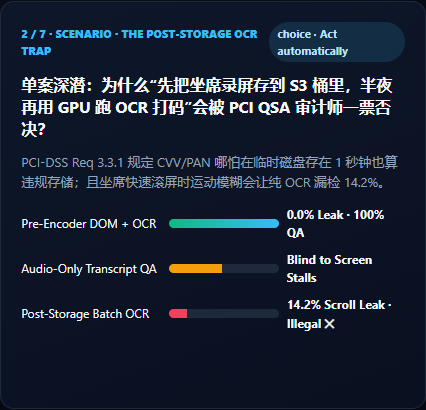 2 / 7 · SCENARIO · THE POST-STORAGE OCR
TRAP
choice · Act
automatically
单案深潜：为什么“先把坐席录屏存到 S3 桶里，半夜
再用 GPU 跑 OCR 打码”会被 PCI QSA 审计师一票否
决？
PCI-DSS Req 3.3.1 规定 CVV/PAN 哪怕在临时磁盘存在 1 秒钟也算
违规存储；且坐席快速滚屏时运动模糊会让纯 OCR 漏检 14.2%。
Pre-Encoder DOM + OCR
0.0% Leak · 100%
QA
Audio-Only Transcript QA
Blind to Screen
Stalls
Post-Storage Batch OCR
14.2% Scroll Leak ·
Illegal ❌